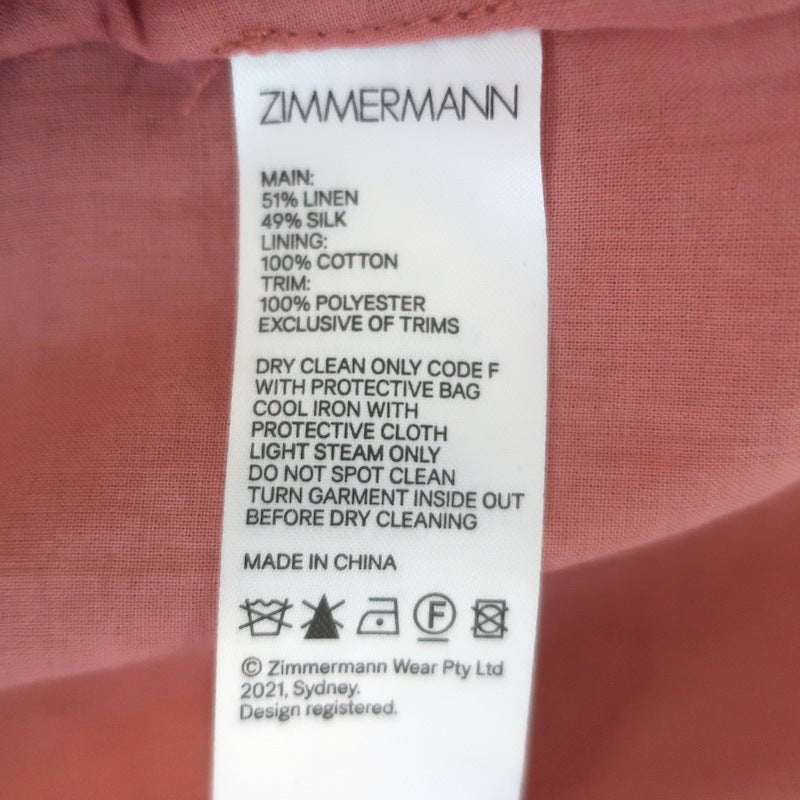 ZIMMERMANN
MAIN:
51% LINEN
49% SILK
LINING:
100% COTTON
TRIM:
100% POLYESTER
EXCLUSIVE OF TRIMS
DRY CLEAN ONLY CODE F
WITH PROTECTIVE BAG
COOL IRON WITH
PROTECTIVE CLOTH
LIGHT STEAM ONLY
DO NOT SPOT CLEAN
TURN GARMENT INSIDE OUT
BEFORE DRY CLEANING
MADE IN CHINA
F
© Zimmermann Wear Pty Ltd
2021, Sydney.
Design registered.